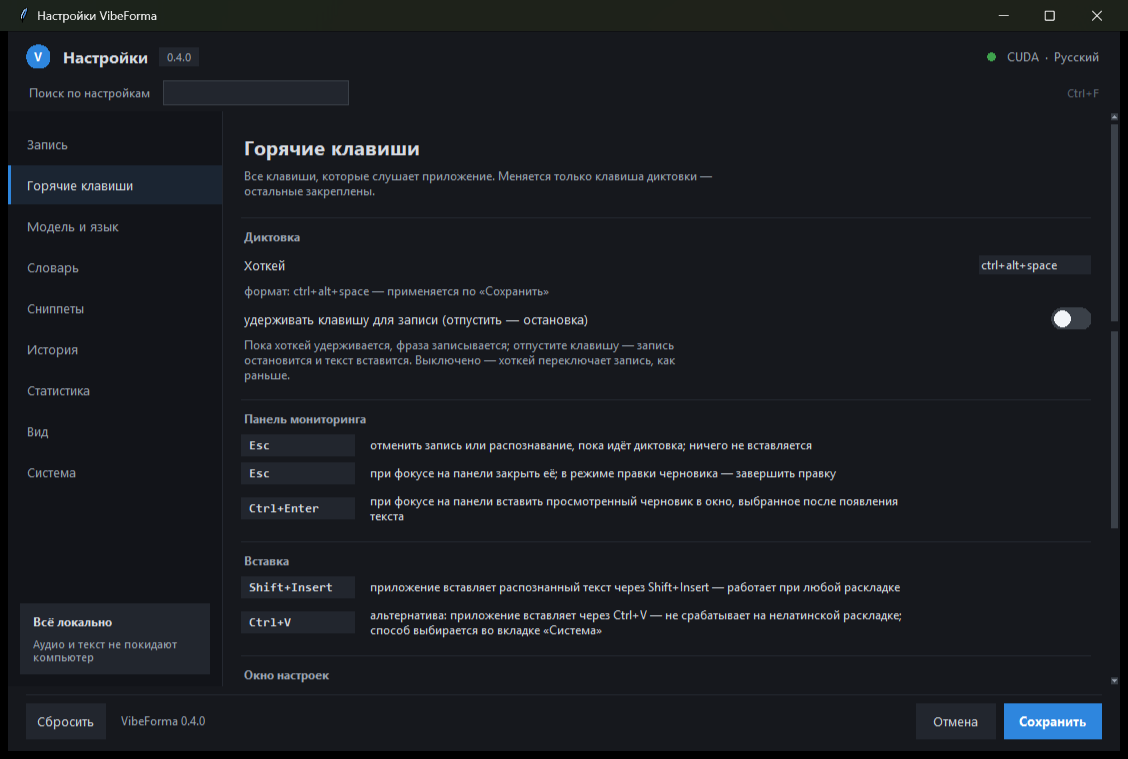 Настройки VibeForma
V Настройки 0.4.0
CUDA · Русский
Поиск по настройкам
Ctrl+F
Запись
Горячие клавиши
Модель и язык
Словарь
Сниппеты
История
Статистика
Вид
Система
Всё локально
Аудио и текст не покидают
компьютер
Горячие клавиши
Все клавиши, которые слушает приложение. Меняется только клавиша диктовки —
остальные закреплены.
Диктовка
Хоткей
ctrl+alt+space
формат: ctrl+alt+space — применяется по «Сохранить»
удерживать клавишу для записи (отпустить — остановка)
Пока хоткей удерживается, фраза записывается; отпустите клавишу — запись
остановится и текст вставится. Выключено — хоткей переключает запись, как
раньше.
Панель мониторинга
Esc отменить запись или распознавание, пока идёт диктовка; ничего не вставляется
Esc при фокусе на панели закрыть её; в режиме правки черновика — завершить правку
Ctrl+Enter при фокусе на панели вставить просмотренный черновик в окно, выбранное после появления
текста
Вставка
Shift+Insert приложение вставляет распознанный текст через Shift+Insert — работает при любой раскладке
Ctrl+V альтернатива: приложение вставляет через Ctrl+V — не срабатывает на нелатинской раскладке;
способ выбирается во вкладке «Система»
Окно настроек
Сбросить
VibeForma 0.4.0
Отмена
Сохранить